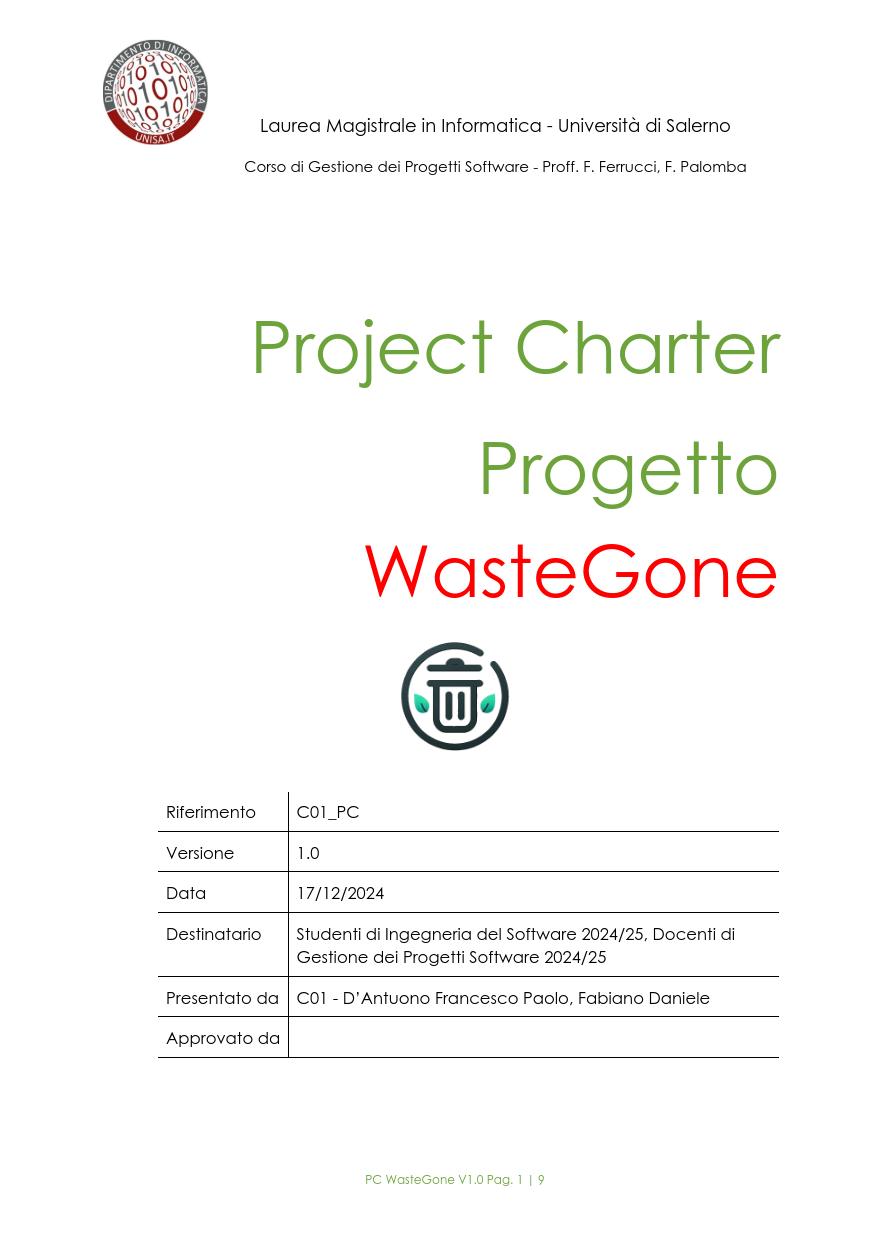 DIPARTIMENTO DI INFORMATICA
UNISA.IT
Laurea Magistrale in Informatica - Università di Salerno
Corso di Gestione dei Progetti Software - Proff. F. Ferrucci, F. Palomba
Project Charter
Progetto
WasteGone
Riferimento C01_PC
Versione 1.0
Data 17/12/2024
Destinatario Studenti di Ingegneria del Software 2024/25, Docenti di
Gestione dei Progetti Software 2024/25
Presentato da C01 - D’Antuono Francesco Paolo, Fabiano Daniele
Approvato da
PC WasteGone V1.0 Pag. 1 | 9